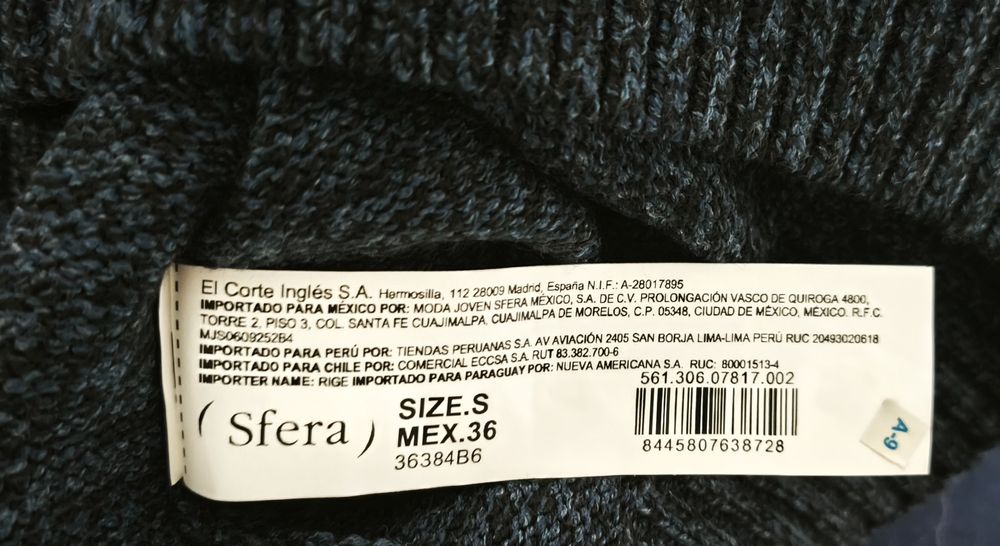 El Corte Inglés S.A. Hermosilla, 112 28009 Madrid, España N.I.F.: A-28017895
IMPORTADO PARA MÉXICO POR: MODA JOVEN SFERA MÉXICO, S.A. DE C.V. PROLONGACIÓN VASCO DE QUIROGA 4800,
TORRE 2, PISO 3, COL. SANTA FE CUAJIMALPA, CUAJIMALPA DE MORELOS, C.P. 05348, CIUDAD DE MÉXICO, MÉXICO. R.F.C.
MJS0609252B4
IMPORTADO PARA PERÚ POR: TIENDAS PERUANAS S.A. AV AVIACIÓN 2405 SAN BORJA LIMA-LIMA PERÚ RUC 20493020618
IMPORTADO PARA CHILE POR: COMERCIAL ECCSA S.A. RUT 83.382.700-6
IMPORTER NAME: RIGE IMPORTADO PARA PARAGUAY POR: NUEVA AMERICANA S.A. RUC: 80001513-4
561.306.07817.002
(Sfera)
SIZE.S
MEX.36
36384B6
8445807638728
A-9